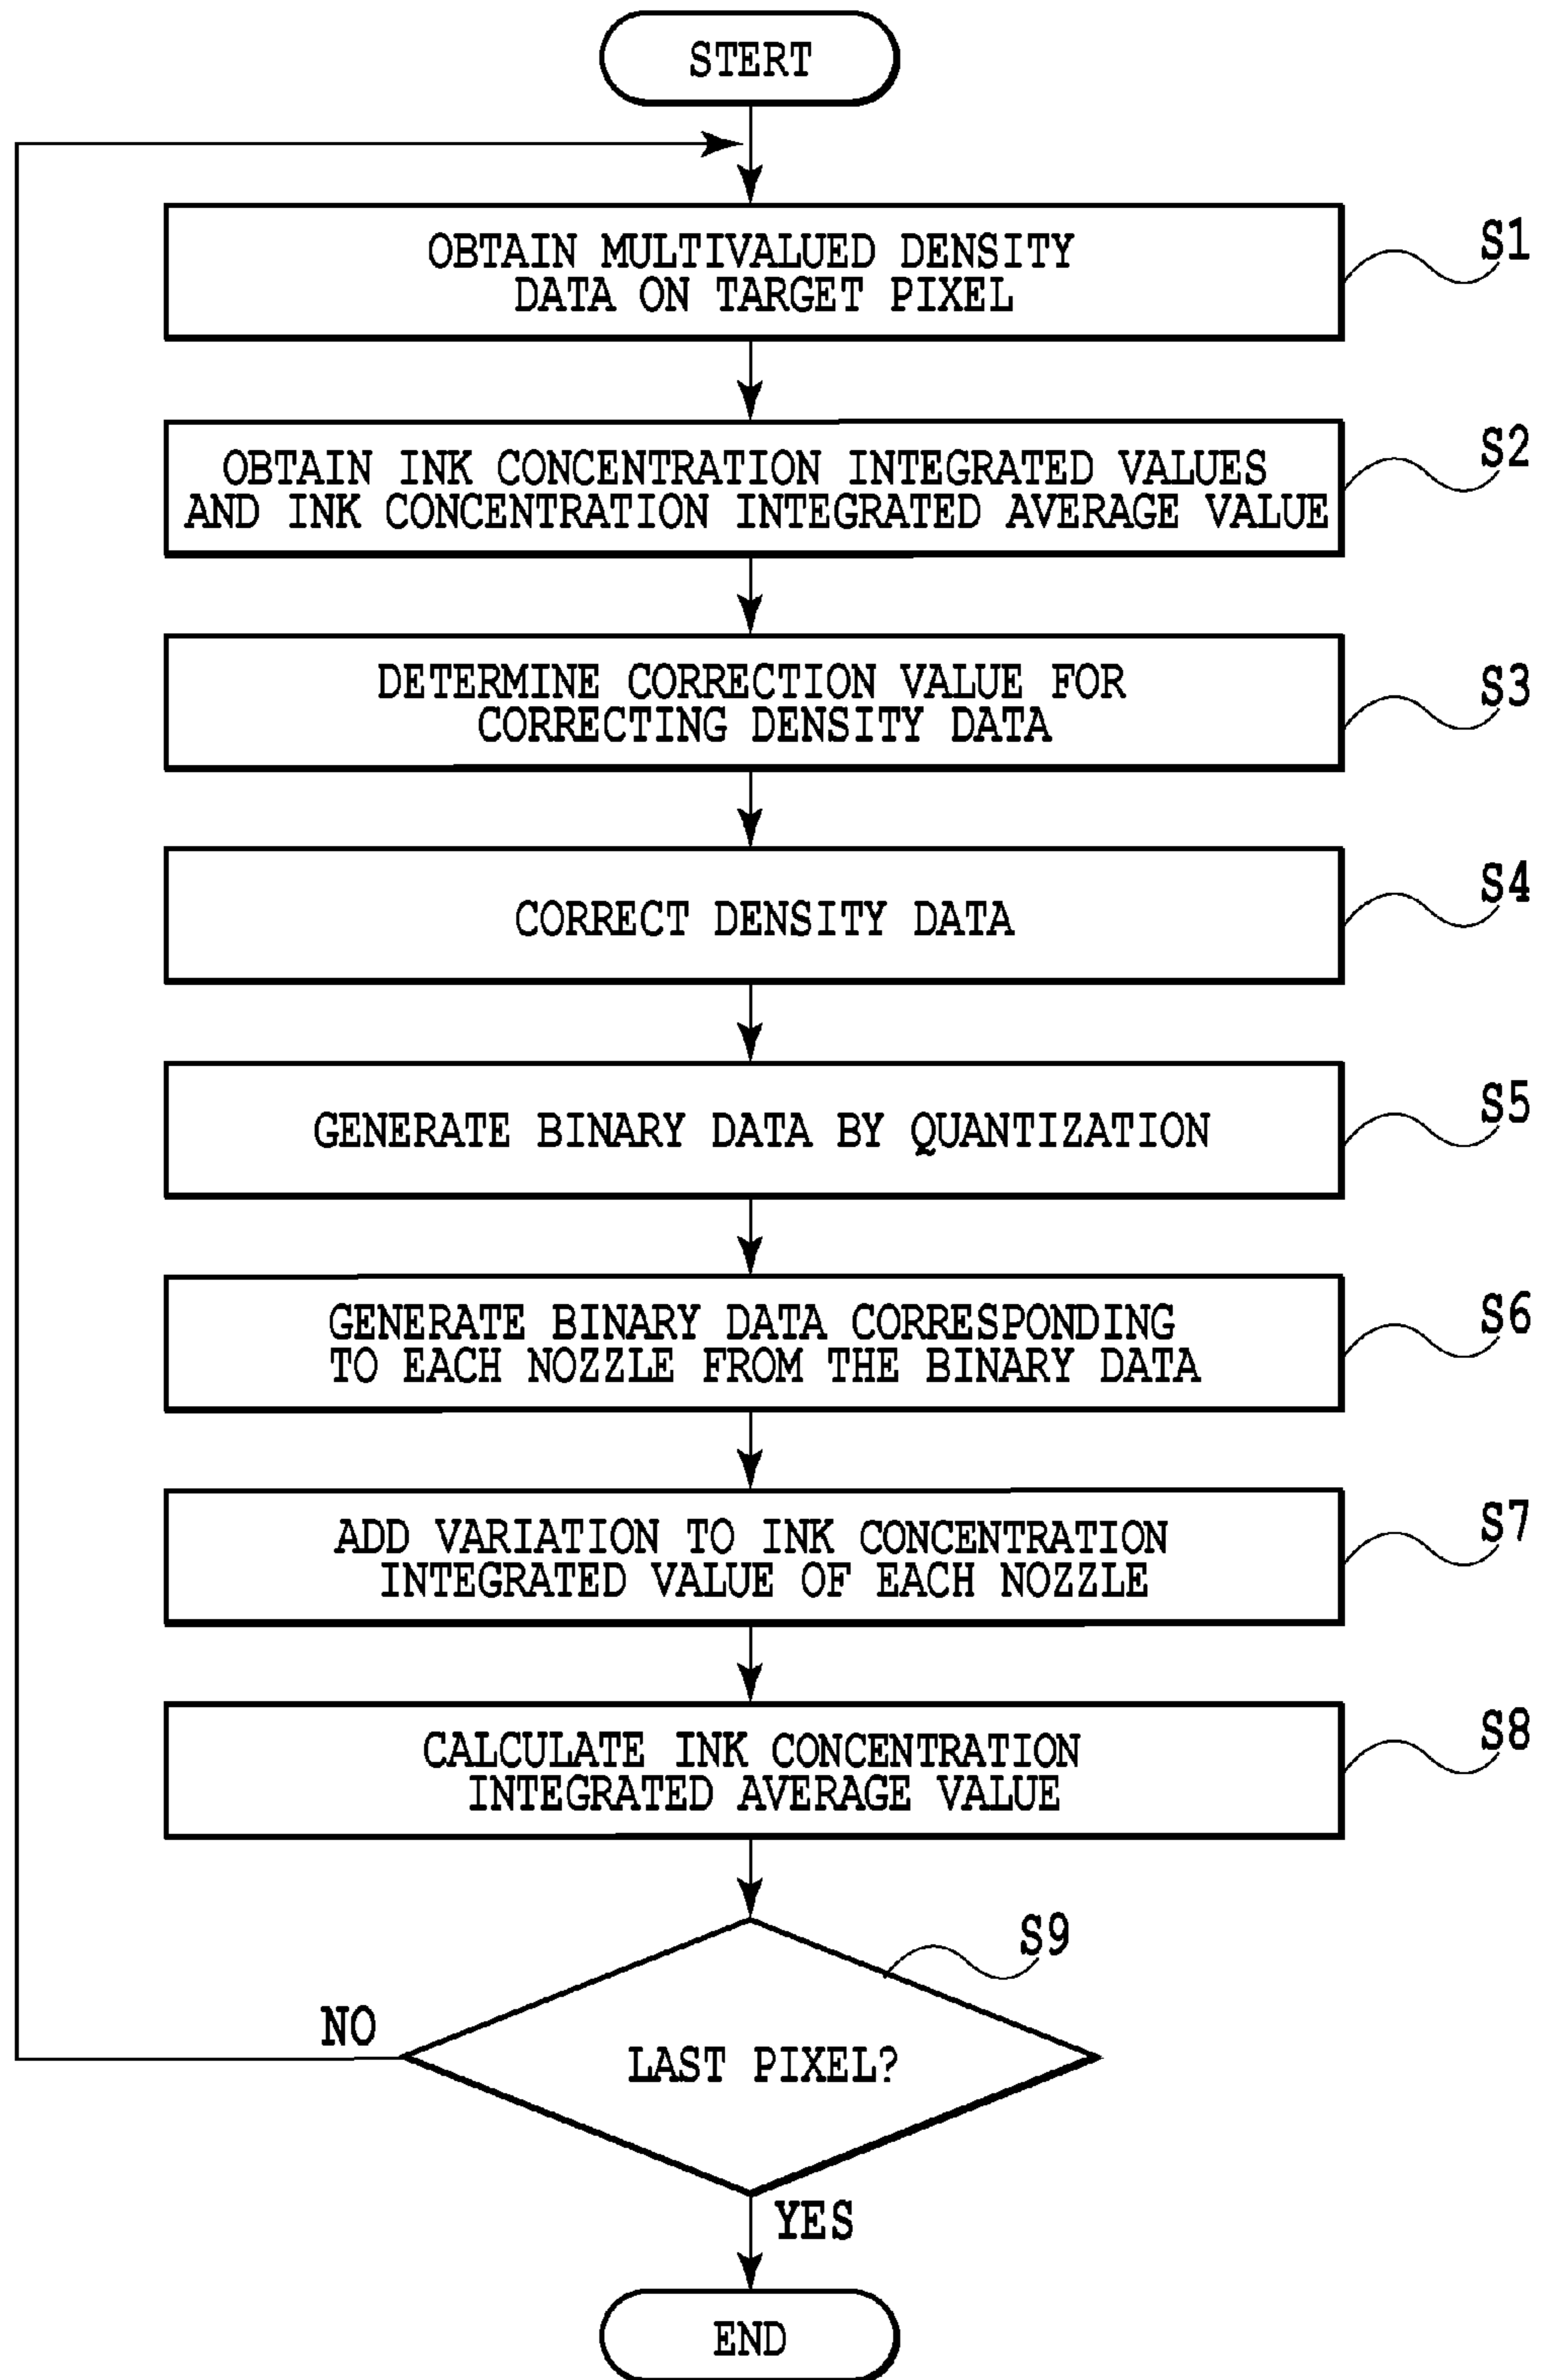 STERT
OBTAIN MULTIVALUED DENSITY
DATA ON TARGET PIXEL
S1
OBTAIN INK CONCENTRATION INTEGRATED VALUES
AND INK CONCENTRATION INTEGRATED AVERAGE VALUE
S2
DETERMINE CORRECTION VALUE FOR
CORRECTING DENSITY DATA
S3
CORRECT DENSITY DATA
S4
GENERATE BINARY DATA BY QUANTIZATION
S5
GENERATE BINARY DATA CORRESPONDING
TO EACH NOZZLE FROM THE BINARY DATA
S6
ADD VARIATION TO INK CONCENTRATION
INTEGRATED VALUE OF EACH NOZZLE
S7
CALCULATE INK CONCENTRATION
INTEGRATED AVERAGE VALUE
S8
S9
NO
LAST PIXEL?
YES
END